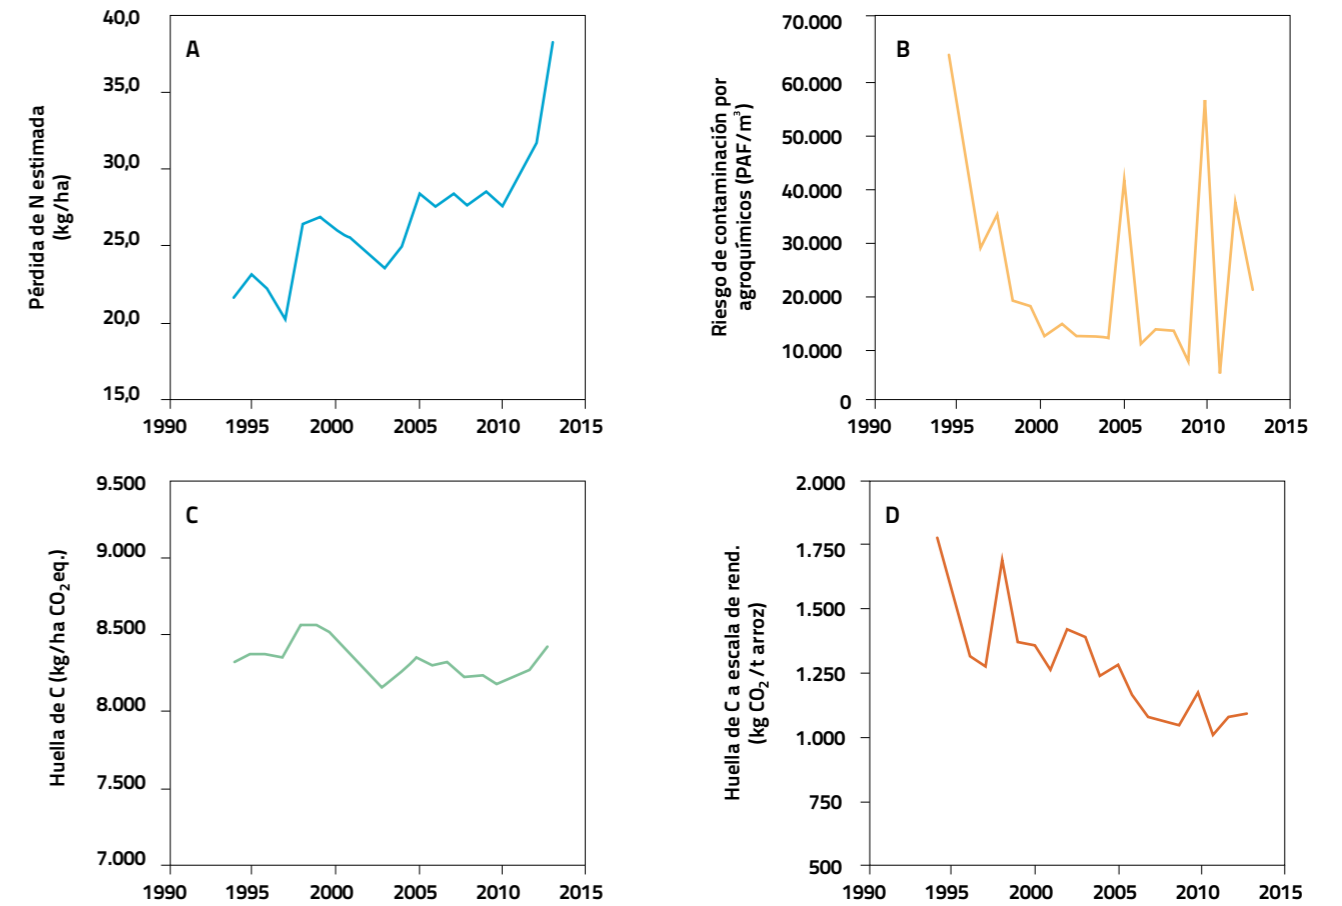 A
Pérdida de N estimada
(kg/ha)
40,0
35,0
30,0
25,0
20,0
15,0
1990 1995 2000 2005 2010 2015
B
Riesgo de contaminación por
agroquímicos (PAF/m³)
70.000
60.000
50.000
40.000
30.000
20.000
10.000
0
1990 1995 2000 2005 2010 2015
C
Huella de C (kg/ha CO₂eq.)
9.500
9.000
8.500
8.000
7.500
7.000
1990 1995 2000 2005 2010 2015
D
Huella de C a escala de rend.
(kg CO₂/t arroz)
2.000
1.750
1.500
1.250
1.000
750
500
1990 1995 2000 2005 2010 2015